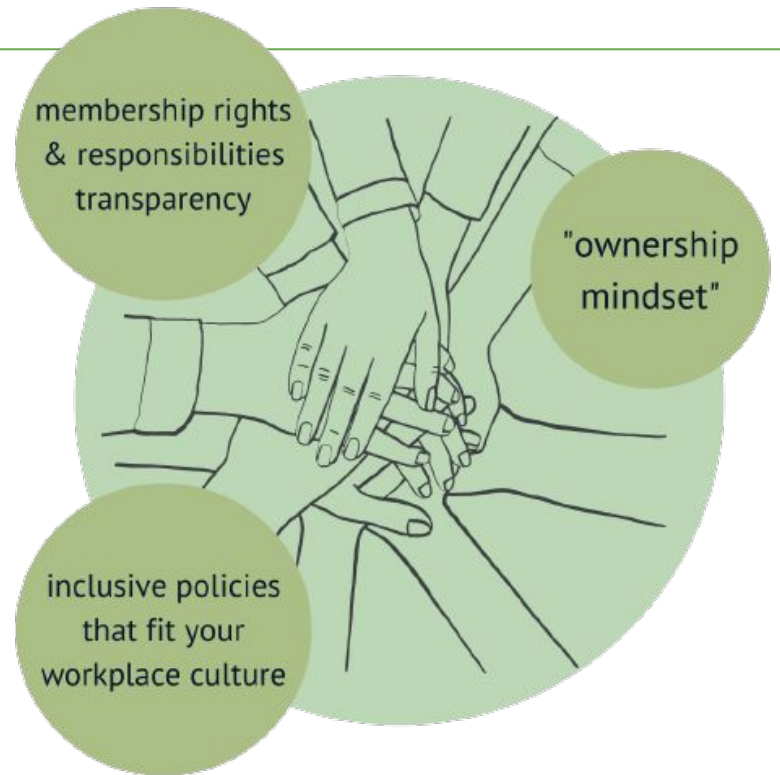 membership rights
& responsibilities
transparency
"ownership
mindset"
inclusive policies
that fit your
workplace culture